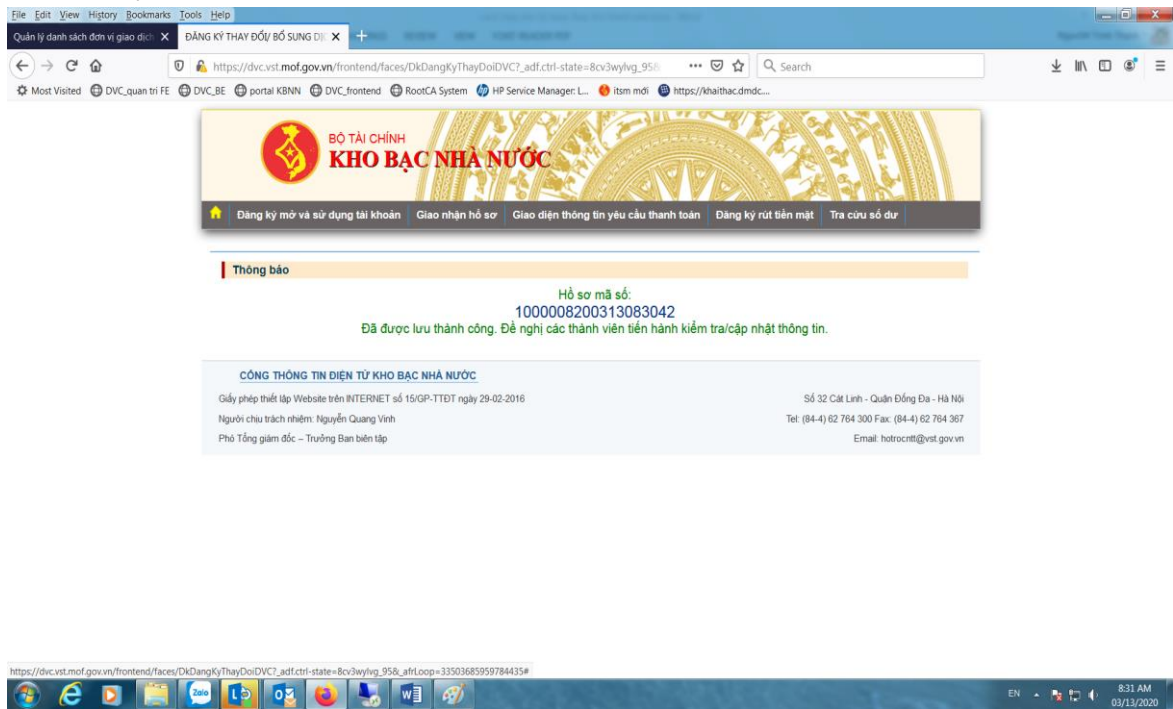 File Edit View History Bookmarks Tools Help
Quản lý danh sách đơn vị giao dịch
ĐĂNG KÝ THAY ĐỔI/ BỔ SUNG DỊ
https://dvc.vst.mof.gov.vn/frontend/faces/DkDangKyThayDoiDVC?_adf.ctrl-state=8cv3wylvg_958
Search
Most Visited DVC_quan tri FE DVC_BE portal KBNN DVC_frontend RootCA System HP Service Manager: L... itsm mới https://khaithac.dmdc....
BỘ TÀI CHÍNH
KHO BẠC NHÀ NƯỚC
Đăng ký mở và sử dụng tài khoản Giao nhận hồ sơ Giao diện thông tin yêu cầu thanh toán Đăng ký rút tiền mặt Tra cứu số dư
Thông báo
Hồ sơ mã số:
1000008200313083042
Đã được lưu thành công. Đề nghị các thành viên tiến hành kiểm tra/cập nhật thông tin.
CỔNG THÔNG TIN ĐIỆN TỬ KHO BẠC NHÀ NƯỚC
Giấy phép thiết lập Website trên INTERNET số 15/GP-TTĐT ngày 29-02-2016
Người chịu trách nhiệm: Nguyễn Quang Vinh
Phó Tổng giám đốc – Trưởng Ban biên tập
Số 32 Cát Linh - Quận Đống Đa - Hà Nội
Tel: (84-4) 62 764 300 Fax: (84-4) 62 764 367
Email: hotrocntt@vst.gov.vn
https://dvc.vst.mof.gov.vn/frontend/faces/DkDangKyThayDoiDVC?_adf.ctrl-state=8cv3wylvg_95&_afrLoop=33503685959784435#
Zalo
EN
8:31 AM
03/13/2020